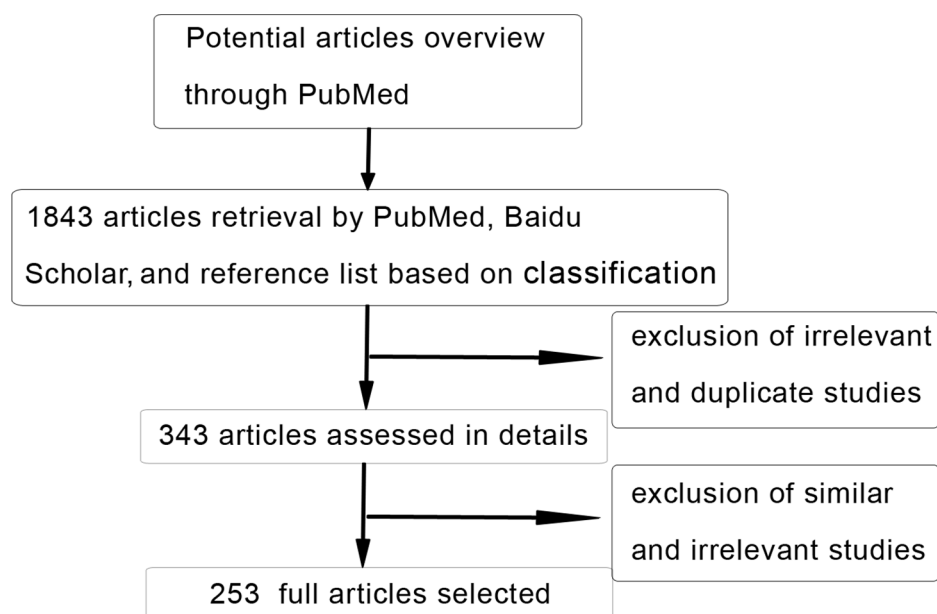 Potential articles overview
through PubMed
1843 articles retrieval by PubMed, Baidu
Scholar, and reference list based on classification
exclusion of irrelevant
and duplicate studies
343 articles assessed in details
exclusion of similar
and irrelevant studies
253 full articles selected